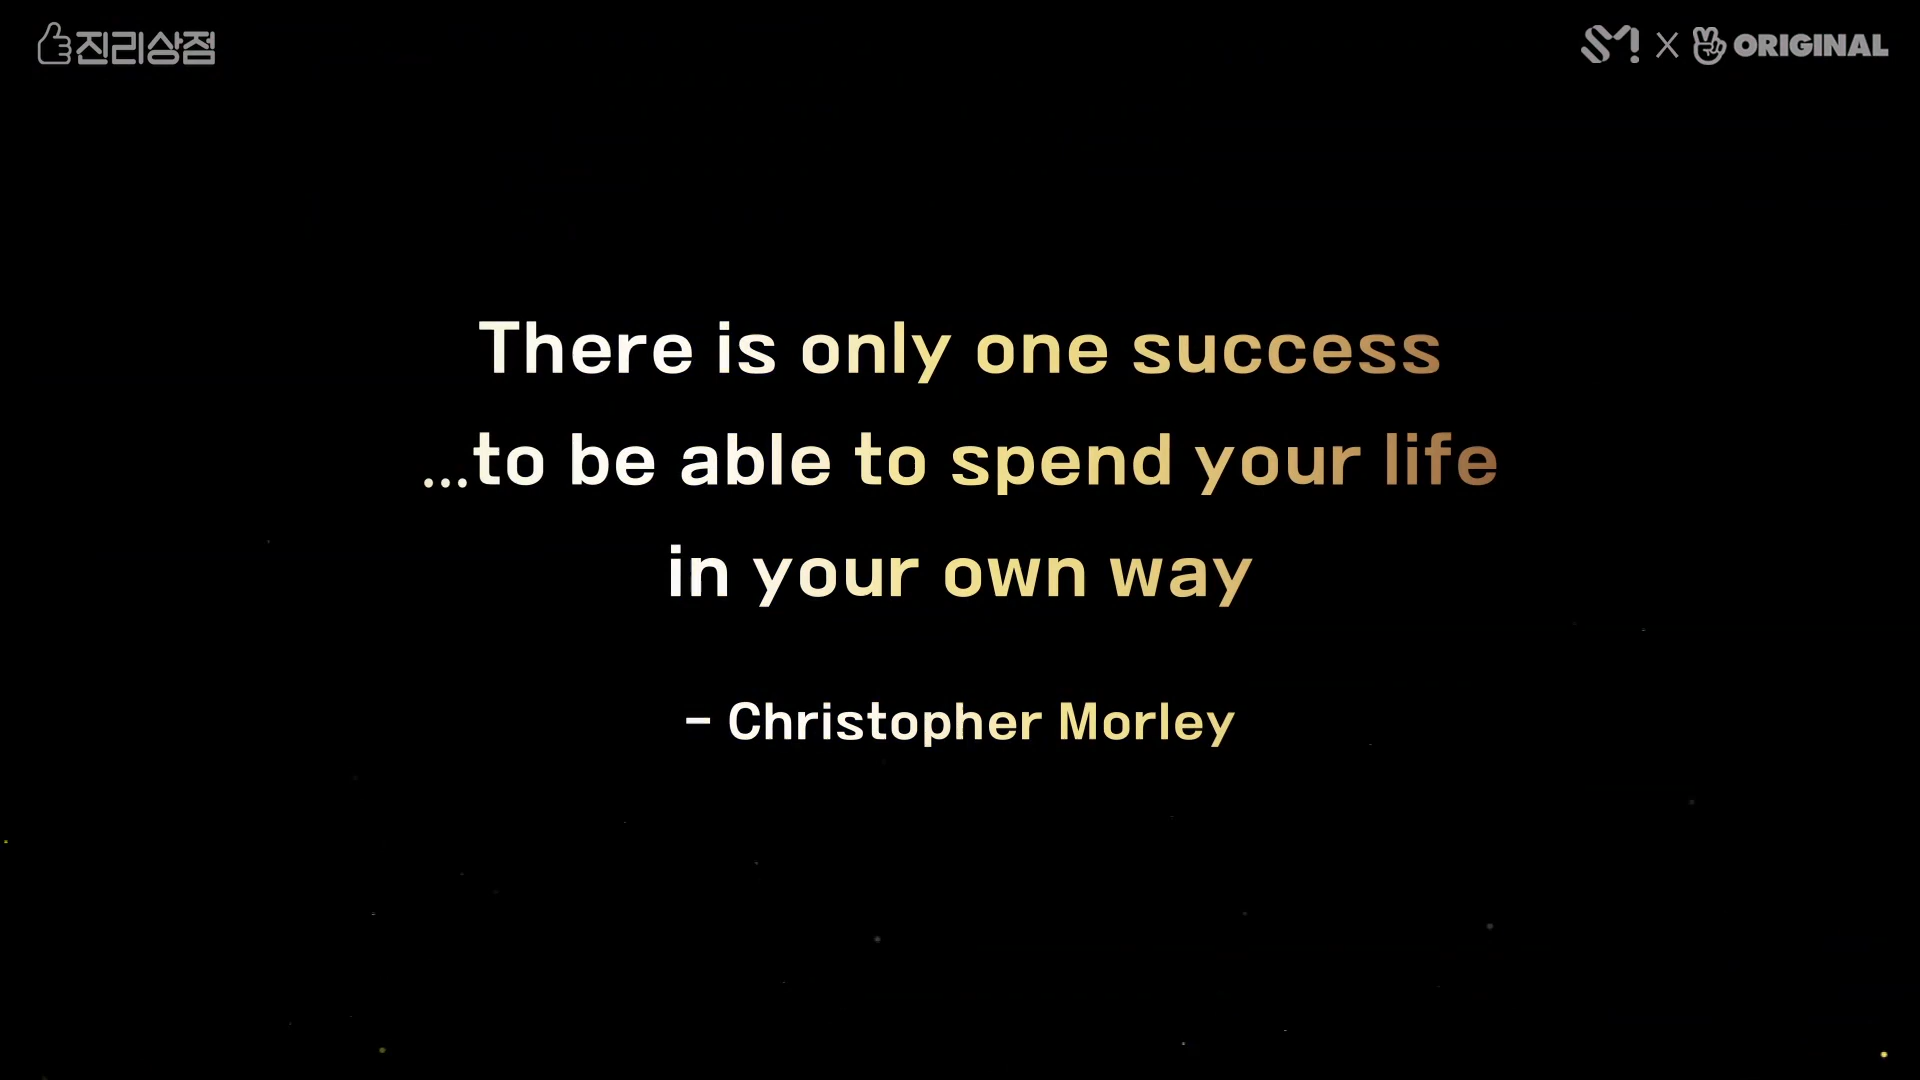 진리상점
SM X ORIGINAL
There is only one success
...to be able to spend your life
in your own way
- Christopher Morley